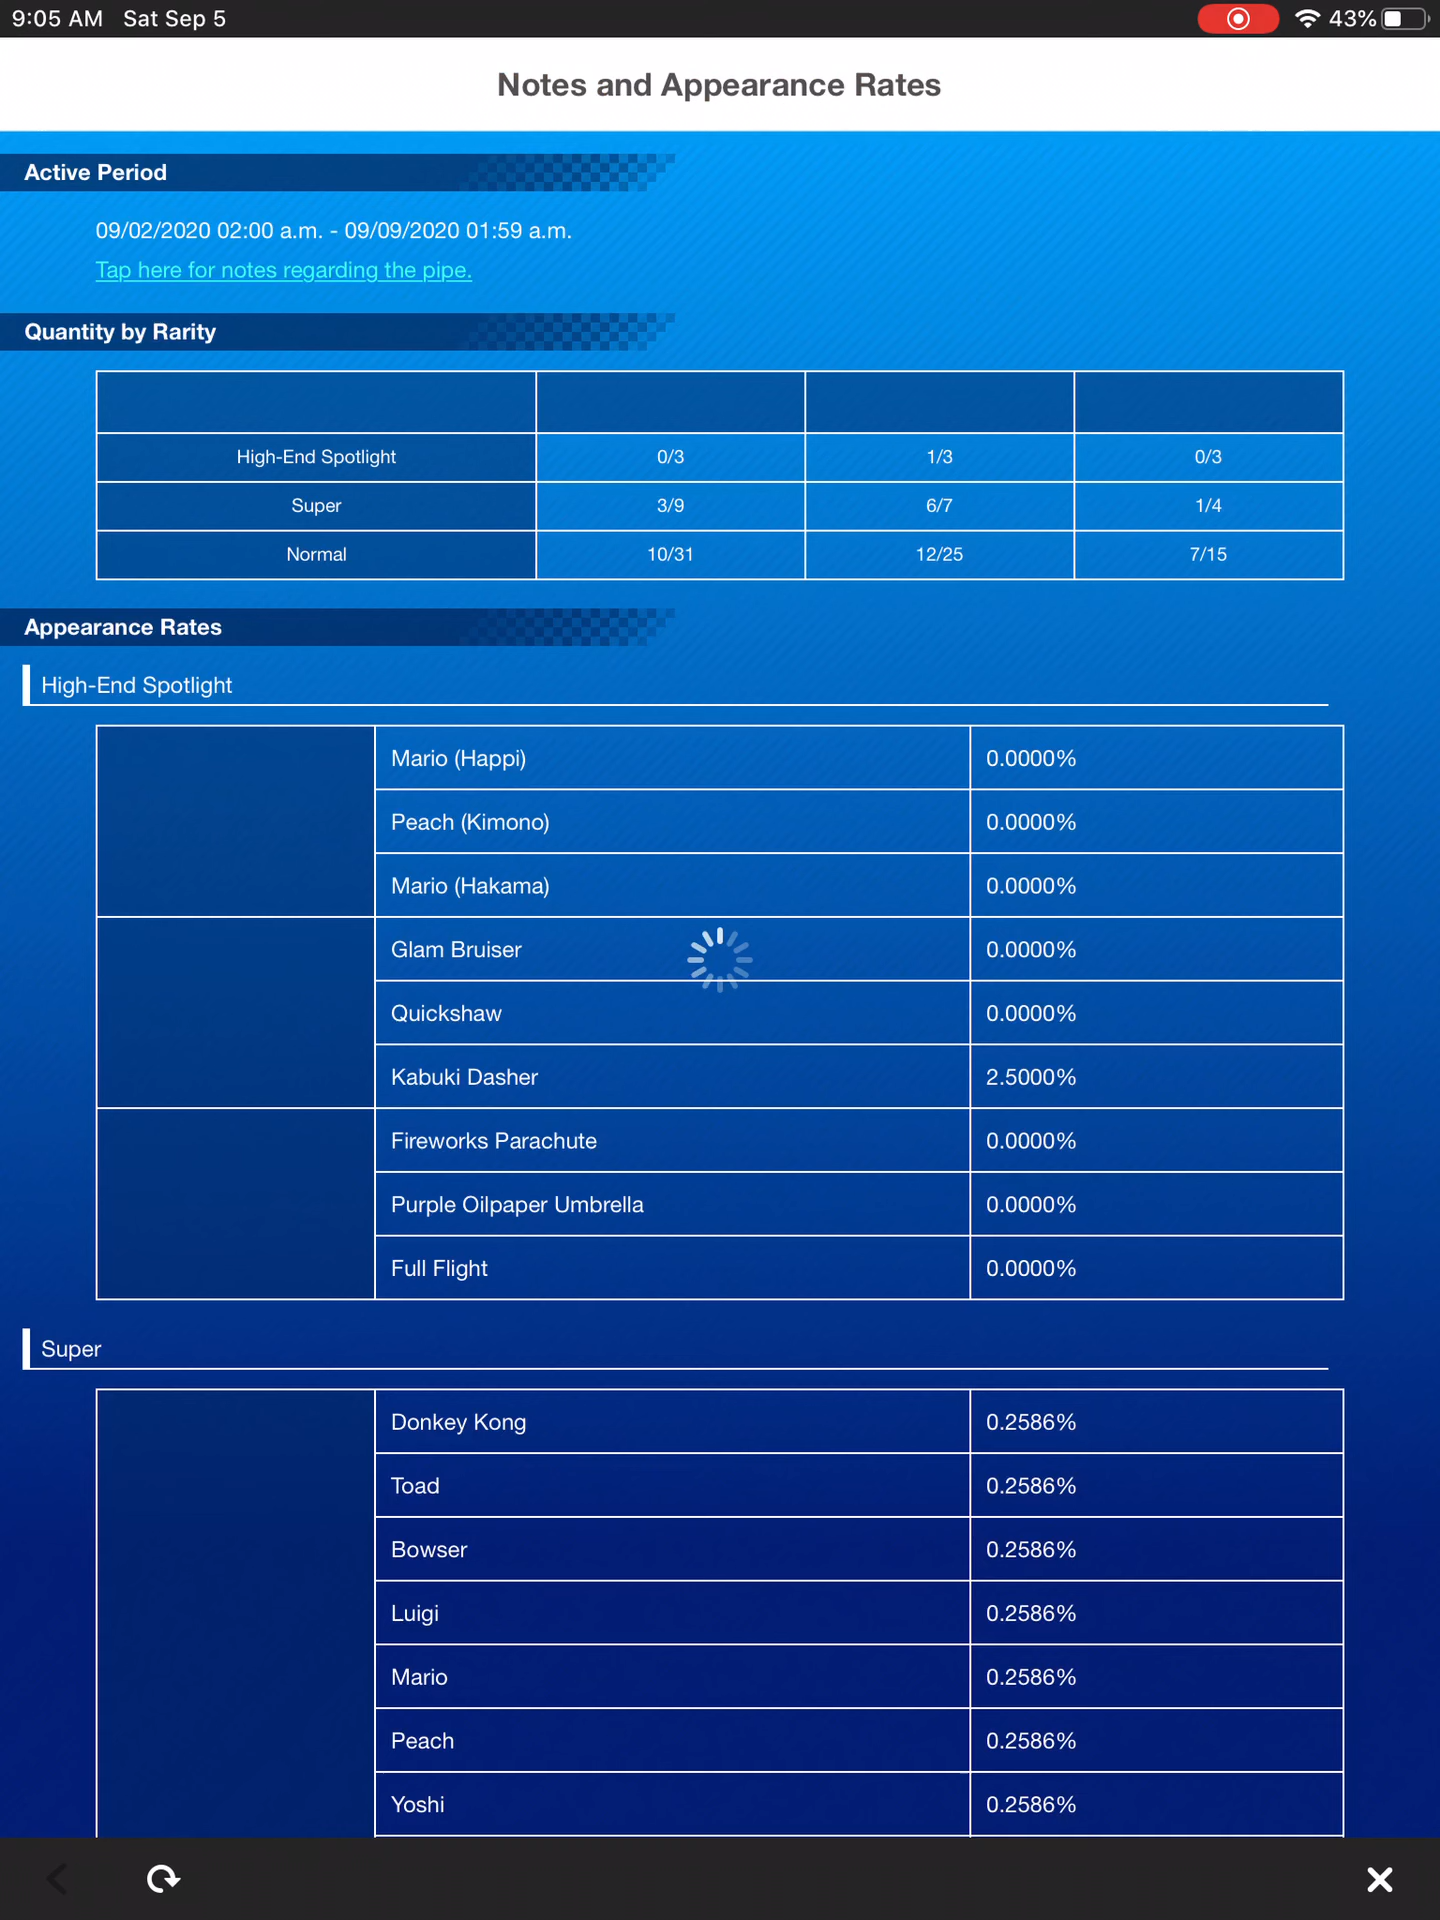 9:05 AM Sat Sep 5 43%
Notes and Appearance Rates
Active Period
09/02/2020 02:00 a.m. - 09/09/2020 01:59 a.m.
Tap here for notes regarding the pipe.
Quantity by Rarity
High-End Spotlight 0/3 1/3 0/3
Super 3/9 6/7 1/4
Normal 10/31 12/25 7/15
Appearance Rates
High-End Spotlight
Mario (Happi) 0.0000%
Peach (Kimono) 0.0000%
Mario (Hakama) 0.0000%
Glam Bruiser 0.0000%
Quickshaw 0.0000%
Kabuki Dasher 2.5000%
Fireworks Parachute 0.0000%
Purple Oilpaper Umbrella 0.0000%
Full Flight 0.0000%
Super
Donkey Kong 0.2586%
Toad 0.2586%
Bowser 0.2586%
Luigi 0.2586%
Mario 0.2586%
Peach 0.2586%
Yoshi 0.2586%